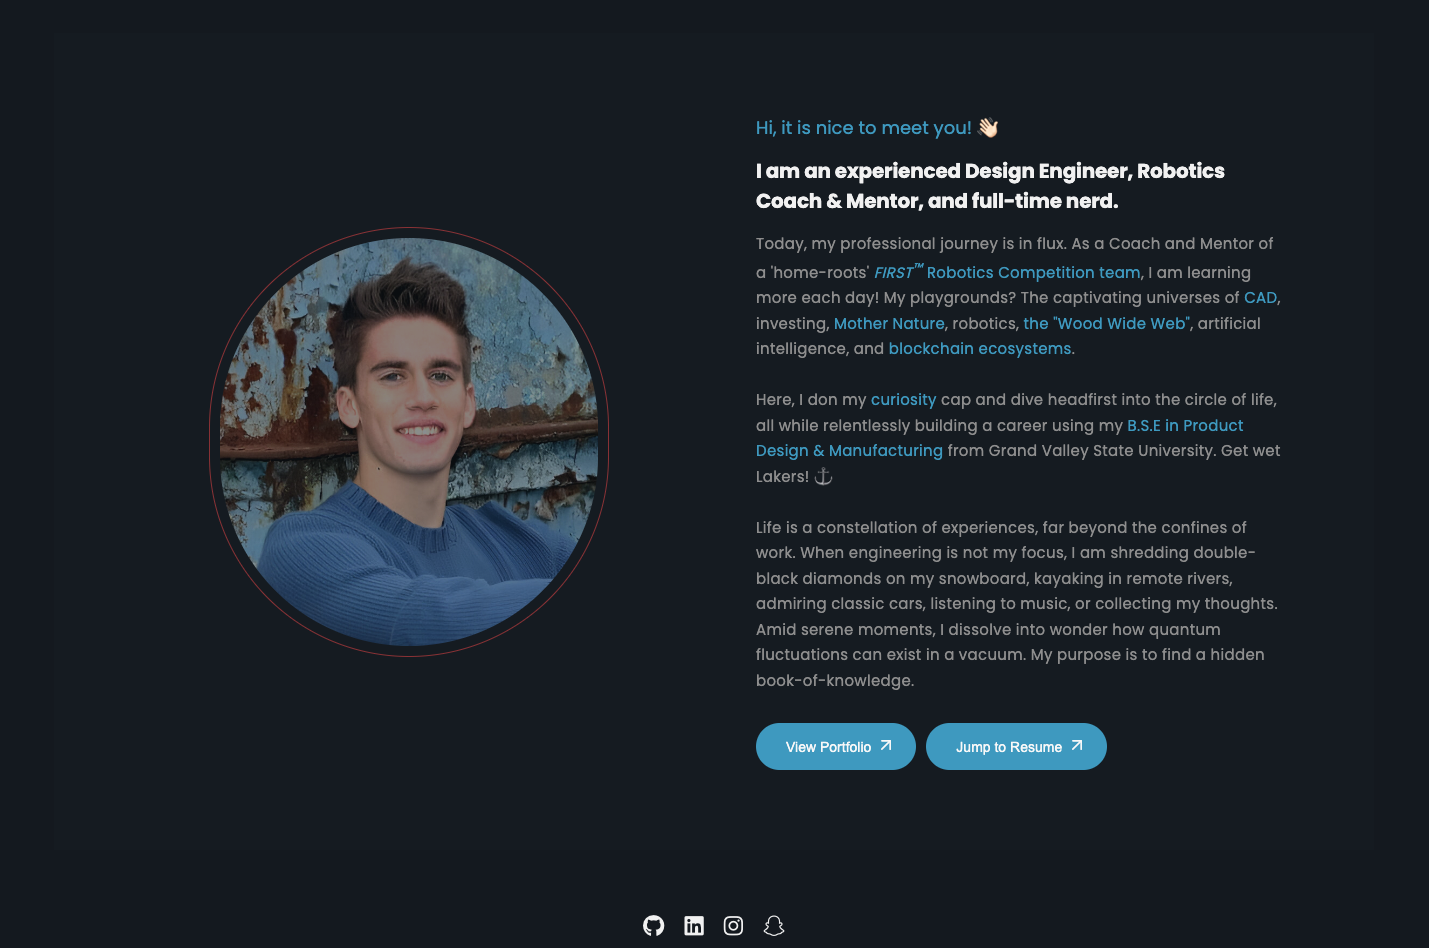 Hi, it is nice to meet you! 👋🏻
I am an experienced Design Engineer, Robotics
Coach & Mentor, and full-time nerd.
Today, my professional journey is in flux. As a Coach and Mentor of
a 'home-roots' FIRST™ Robotics Competition team, I am learning
more each day! My playgrounds? The captivating universes of CAD,
investing, Mother Nature, robotics, the "Wood Wide Web", artificial
intelligence, and blockchain ecosystems.
Here, I don my curiosity cap and dive headfirst into the circle of life,
all while relentlessly building a career using my B.S.E in Product
Design & Manufacturing from Grand Valley State University. Get wet
Lakers! ⚓
Life is a constellation of experiences, far beyond the confines of
work. When engineering is not my focus, I am shredding double-
black diamonds on my snowboard, kayaking in remote rivers,
admiring classic cars, listening to music, or collecting my thoughts.
Amid serene moments, I dissolve into wonder how quantum
fluctuations can exist in a vacuum. My purpose is to find a hidden
book-of-knowledge.
View Portfolio
Jump to Resume